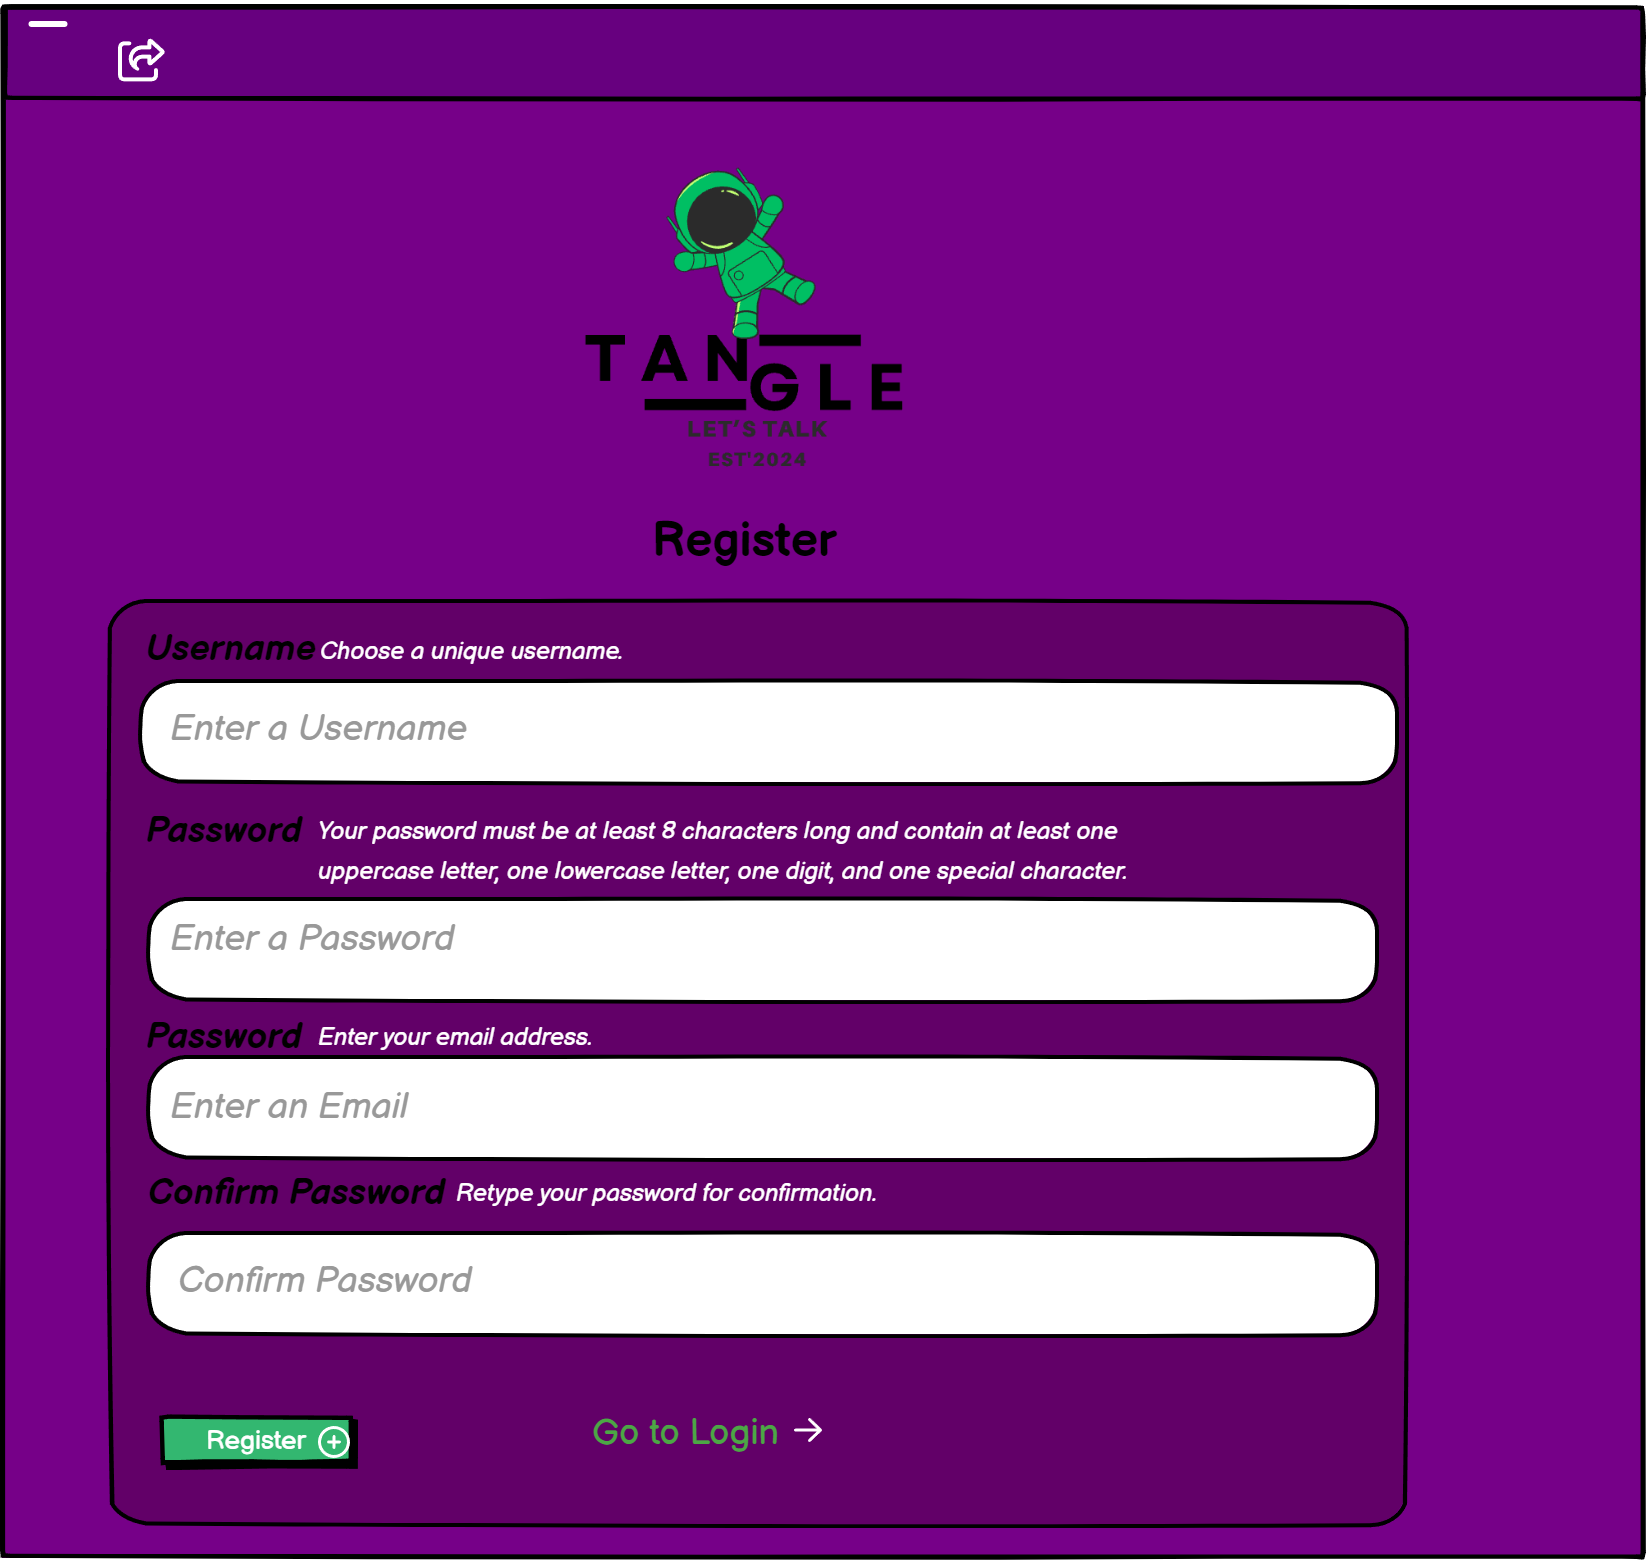 TANGLE
LET'S TALK
EST'2024
Register
Username Choose a unique username.
Enter a Username
Password Your password must be at least 8 characters long and contain at least one
uppercase letter, one lowercase letter, one digit, and one special character.
Enter a Password
Password Enter your email address.
Enter an Email
Confirm Password Retype your password for confirmation.
Confirm Password
Register Go to Login